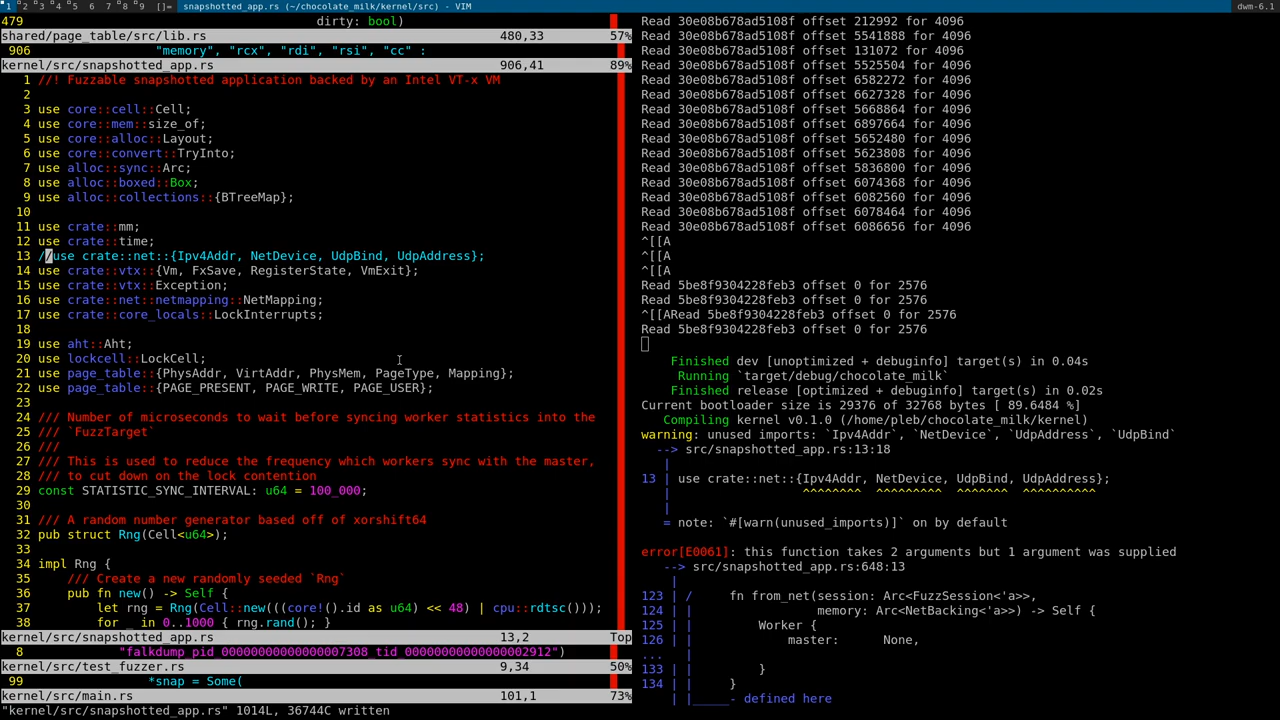 1 2 3 4 5 6 7 8 9 []= snapshotted_app.rs (~/chocolate_milk/kernel/src) - VIM dwm-6.1
479 dirty: bool)
shared/page_table/src/lib.rs 480,33 57%
906 "memory", "rcx", "rdi", "rsi", "cc" :
kernel/src/snapshotted_app.rs 906,41 89%
1 //! Fuzzable snapshotted application backed by an Intel VT-x VM
2
3 use core::cell::Cell;
4 use core::mem::size_of;
5 use core::alloc::Layout;
6 use core::convert::TryInto;
7 use alloc::sync::Arc;
8 use alloc::boxed::Box;
9 use alloc::collections::{BTreeMap};
10
11 use crate::mm;
12 use crate::time;
13 //use crate::net::{Ipv4Addr, NetDevice, UdpBind, UdpAddress};
14 use crate::vtx::{Vm, FxSave, RegisterState, VmExit};
15 use crate::vtx::Exception;
16 use crate::net::netmapping::NetMapping;
17 use crate::core_locals::LockInterrupts;
18
19 use aht::Aht;
20 use lockcell::LockCell;
21 use page_table::{PhysAddr, VirtAddr, PhysMem, PageType, Mapping};
22 use page_table::{PAGE_PRESENT, PAGE_WRITE, PAGE_USER};
23
24 /// Number of microseconds to wait before syncing worker statistics into the
25 /// `FuzzTarget`
26 ///
27 /// This is used to reduce the frequency which workers sync with the master,
28 /// to cut down on the lock contention
29 const STATISTIC_SYNC_INTERVAL: u64 = 100_000;
30
31 /// A random number generator based off of xorshift64
32 pub struct Rng(Cell<u64>);
33
34 impl Rng {
35 /// Create a new randomly seeded `Rng`
36 pub fn new() -> Self {
37 let rng = Rng(Cell::new(((core!().id as u64) << 48) | cpu::rdtsc()));
38 for _ in 0..1000 { rng.rand(); }
kernel/src/snapshotted_app.rs 13,2 Top
8 "falkdump_pid_00000000000000007308_tid_00000000000000002912")
kernel/src/test_fuzzer.rs 9,34 50%
99 *snap = Some(
kernel/src/main.rs 101,1 73%
"kernel/src/snapshotted_app.rs" 1014L, 36744C written
Read 30e08b678ad5108f offset 212992 for 4096
Read 30e08b678ad5108f offset 5541888 for 4096
Read 30e08b678ad5108f offset 131072 for 4096
Read 30e08b678ad5108f offset 5525504 for 4096
Read 30e08b678ad5108f offset 6582272 for 4096
Read 30e08b678ad5108f offset 6627328 for 4096
Read 30e08b678ad5108f offset 5668864 for 4096
Read 30e08b678ad5108f offset 6897664 for 4096
Read 30e08b678ad5108f offset 5652480 for 4096
Read 30e08b678ad5108f offset 5623808 for 4096
Read 30e08b678ad5108f offset 5836800 for 4096
Read 30e08b678ad5108f offset 6074368 for 4096
Read 30e08b678ad5108f offset 6082560 for 4096
Read 30e08b678ad5108f offset 6078464 for 4096
Read 30e08b678ad5108f offset 6086656 for 4096
^[[A
^[[A
^[[A
Read 5be8f9304228feb3 offset 0 for 2576
Read 5be8f9304228feb3 offset 0 for 2576
^[[ARead 5be8f9304228feb3 offset 0 for 2576
Read 5be8f9304228feb3 offset 0 for 2576
Finished dev [unoptimized + debuginfo] target(s) in 0.04s
Running `target/debug/chocolate_milk`
Finished release [optimized + debuginfo] target(s) in 0.02s
Current bootloader size is 29376 of 32768 bytes [ 89.6484 %]
Compiling kernel v0.1.0 (/home/pleb/chocolate_milk/kernel)
warning: unused imports: `Ipv4Addr`, `NetDevice`, `UdpAddress`, `UdpBind`
--> src/snapshotted_app.rs:13:18
|
13 | use crate::net::{Ipv4Addr, NetDevice, UdpBind, UdpAddress};
| ^^^^^^^^ ^^^^^^^^^ ^^^^^^^ ^^^^^^^^^^
|
= note: `#[warn(unused_imports)]` on by default
error[E0061]: this function takes 2 arguments but 1 argument was supplied
--> src/snapshotted_app.rs:648:13
|
123 | / fn from_net(session: Arc<FuzzSession<'a>>,
124 | | memory: Arc<NetBacking<'a>>) -> Self {
125 | | Worker {
126 | | master: None,
... |
133 | | }
134 | | }
| |_____- defined here